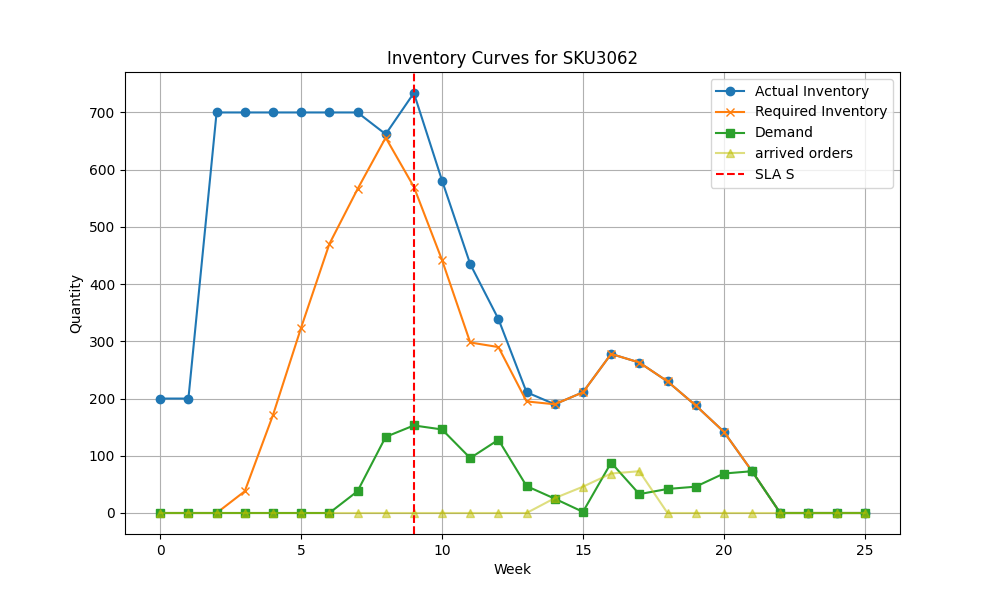 Inventory Curves for SKU3062
Actual Inventory
Required Inventory
Demand
arrived orders
SLA S
Quantity
700
600
500
400
300
200
100
0
0 5 10 15 20 25
Week